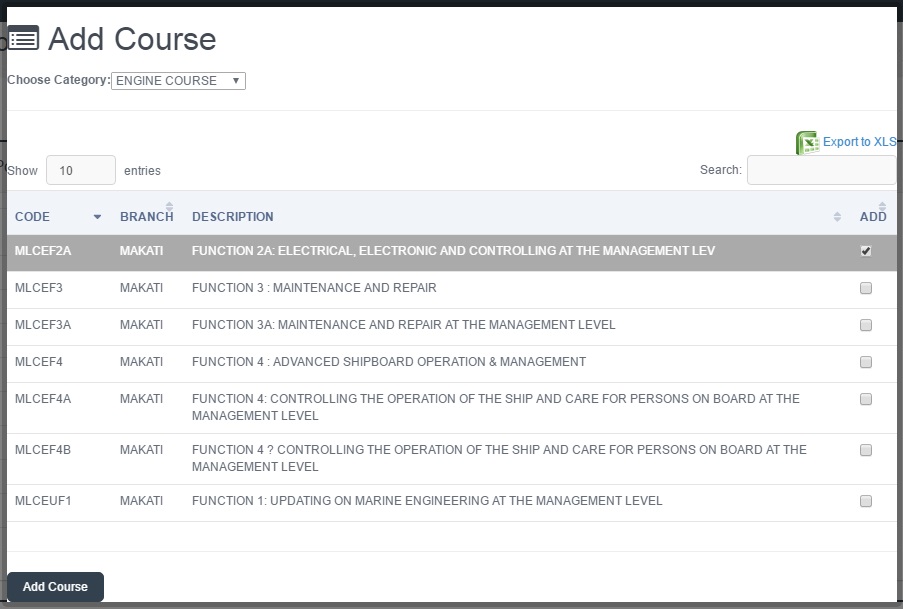 Add Course
Choose Category: ENGINE COURSE
Export to XLS
Show 10 entries Search:
CODE BRANCH DESCRIPTION ADD
MLCEF2A MAKATI FUNCTION 2A: ELECTRICAL, ELECTRONIC AND CONTROLLING AT THE MANAGEMENT LEV
MLCEF3 MAKATI FUNCTION 3 : MAINTENANCE AND REPAIR
MLCEF3A MAKATI FUNCTION 3A: MAINTENANCE AND REPAIR AT THE MANAGEMENT LEVEL
MLCEF4 MAKATI FUNCTION 4 : ADVANCED SHIPBOARD OPERATION & MANAGEMENT
MLCEF4A MAKATI FUNCTION 4: CONTROLLING THE OPERATION OF THE SHIP AND CARE FOR PERSONS ON BOARD AT THE
MANAGEMENT LEVEL
MLCEF4B MAKATI FUNCTION 4 ? CONTROLLING THE OPERATION OF THE SHIP AND CARE FOR PERSONS ON BOARD AT THE
MANAGEMENT LEVEL
MLCEUF1 MAKATI FUNCTION 1: UPDATING ON MARINE ENGINEERING AT THE MANAGEMENT LEVEL
Add Course